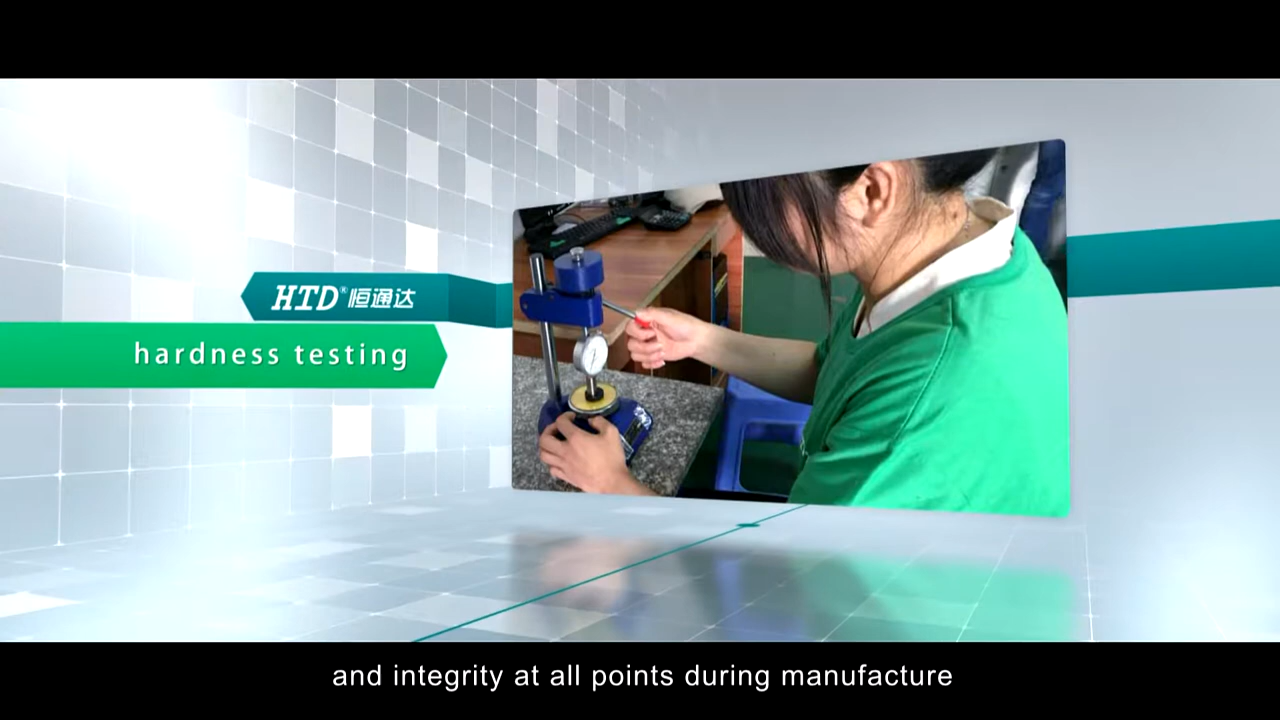 HTD®恒通达
hardness testing
and integrity at all points during manufacture